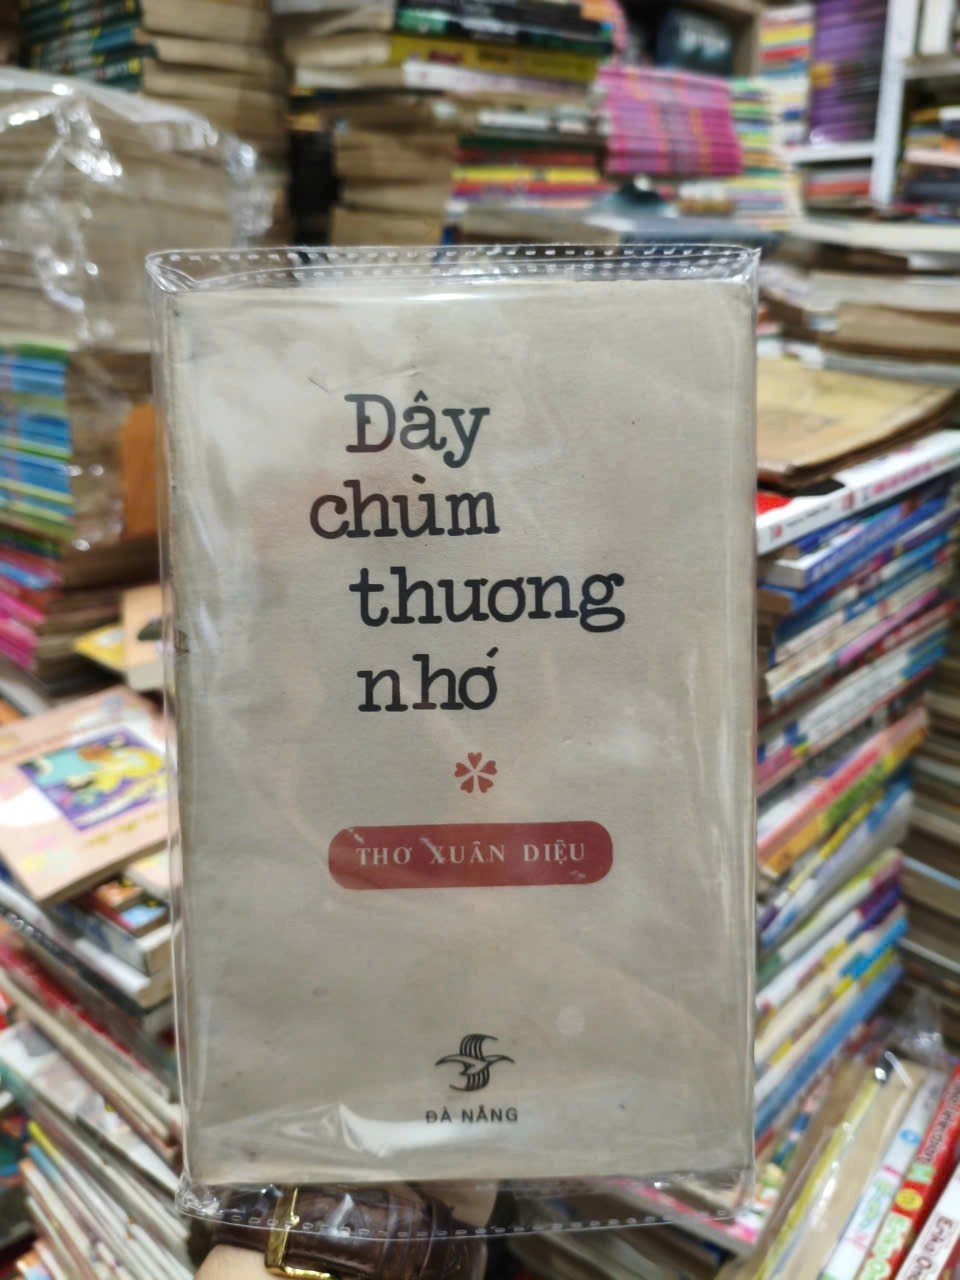 Đây
chùm
thương
nhớ
THƠ XUÂN DIỆU
ĐÀ NẴNG